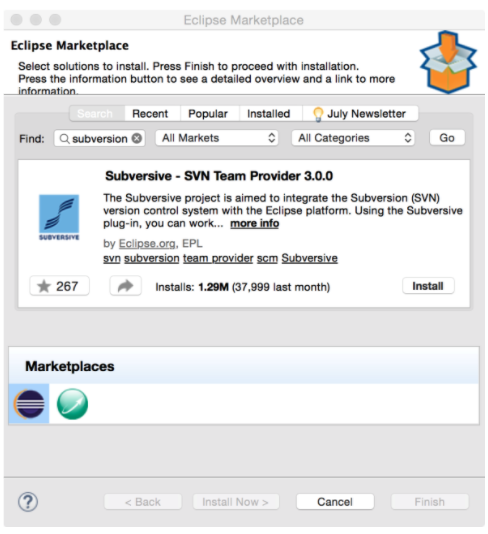 Eclipse Marketplace
Eclipse Marketplace
Select solutions to install. Press Finish to proceed with installation.
Press the information button to see a detailed overview and a link to more
information.
Search Recent Popular Installed July Newsletter
Find: subversion All Markets All Categories Go
Subversive - SVN Team Provider 3.0.0
The Subversive project is aimed to integrate the Subversion (SVN)
version control system with the Eclipse platform. Using the Subversive
plug-in, you can work... more info
SUBVERSIVE
by Eclipse.org, EPL
svn subversion team provider scm Subversive
267 Installs: 1.29M (37,999 last month) Install
Marketplaces
? < Back Install Now > Cancel Finish